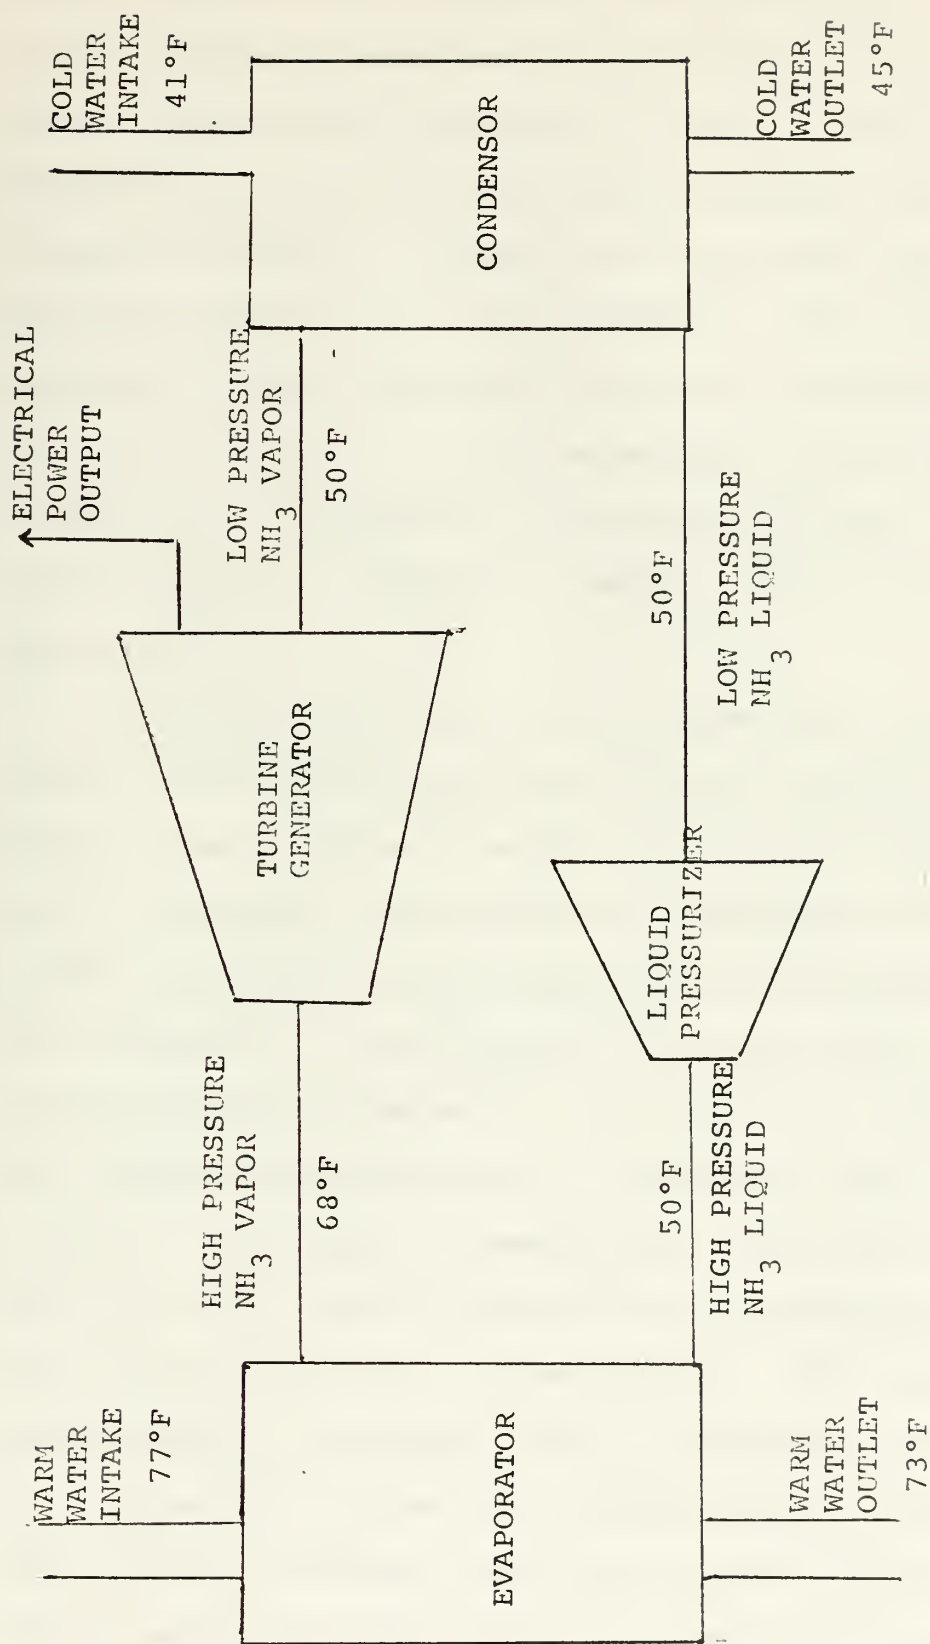 WARM
WATER
INTAKE
77°F
HIGH PRESSURE
NH3 VAPOR
68°F
TURBINE
GENERATOR
ELECTRICAL
POWER
OUTPUT
LOW PRESSURE
NH3 VAPOR
50°F
COLD
WATER
INTAKE
41°F
EVAPORATOR
CONDENSOR
WARM
WATER
OUTLET
73°F
50°F
HIGH PRESSURE
NH3 LIQUID
LIQUID
PRESSURIZER
50°F
LOW PRESSURE
NH3 LIQUID
COLD
WATER
OUTLET
45°F